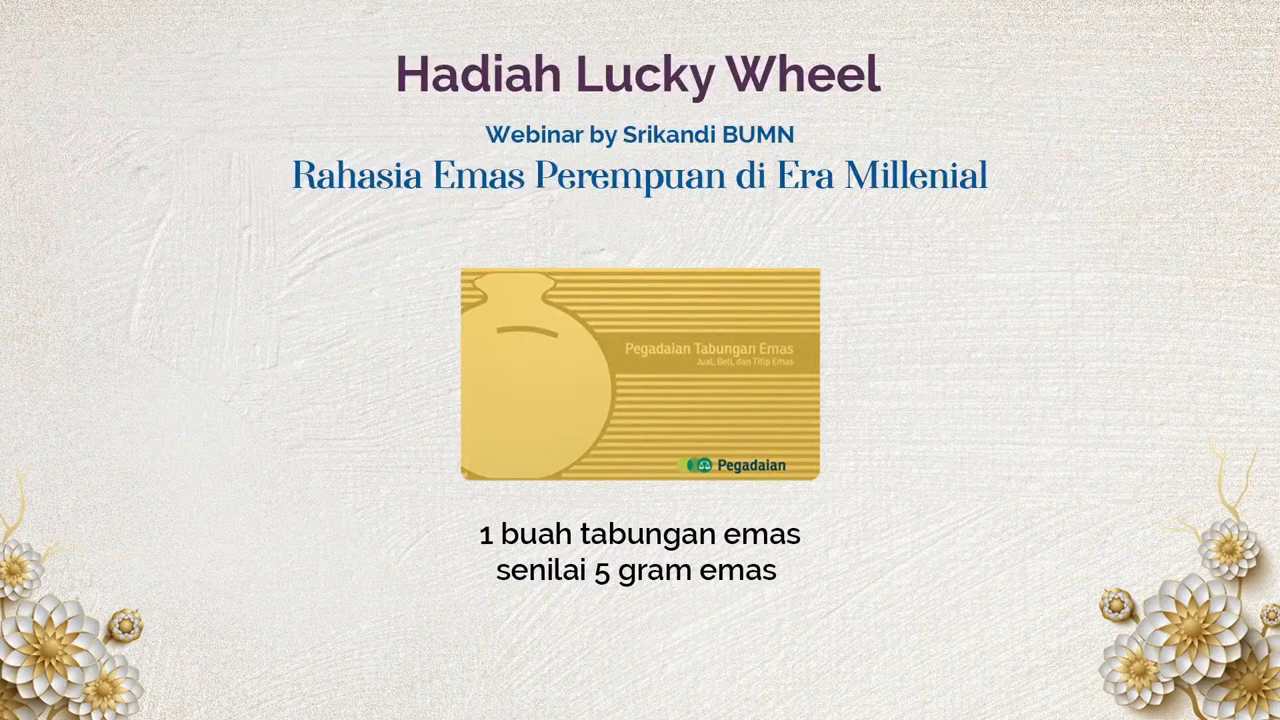 Hadiah Lucky Wheel
Webinar by Srikandi BUMN
Rahasia Emas Perempuan di Era Millenial
Pegadaian Tabungan Emas
Jual, Beli, dan Titip Emas
Pegadaian
1 buah tabungan emas
senilai 5 gram emas